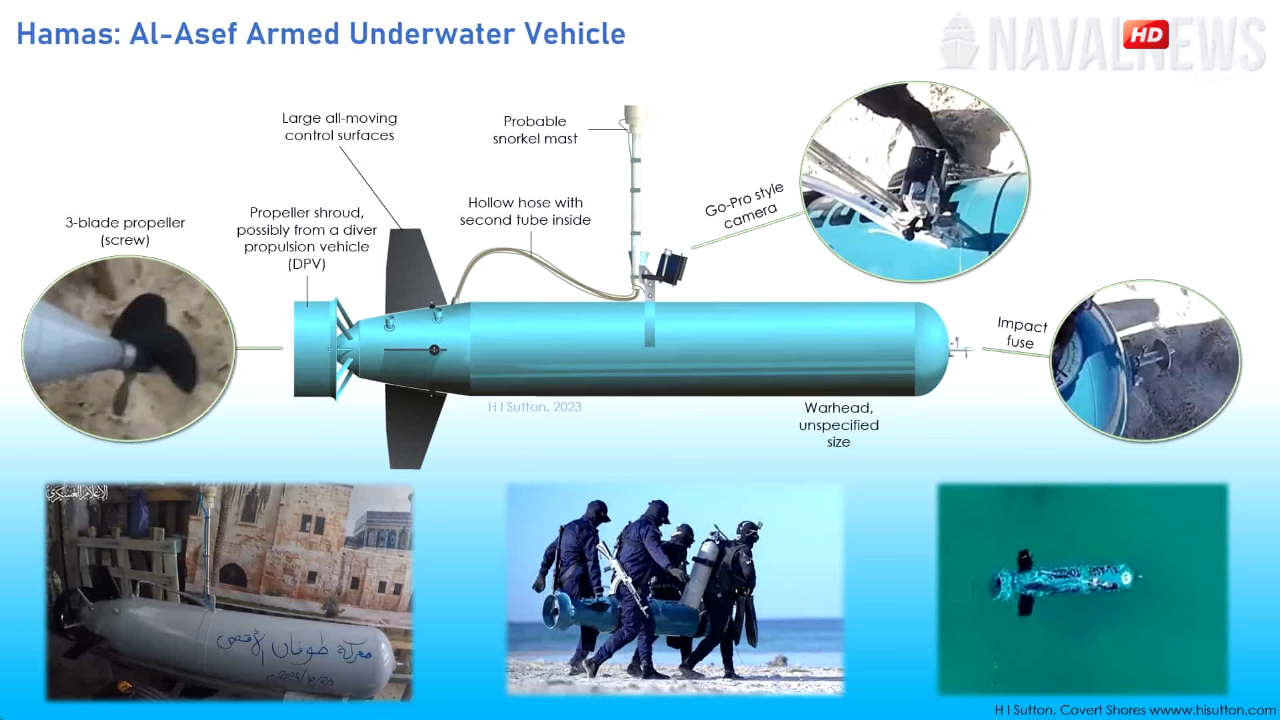 Hamas: Al-Asef Armed Underwater Vehicle
NAVALNEWS
HD
Large all-moving
control surfaces
Probable
snorkel mast
Go-Pro style
camera
3-blade propeller
(screw)
Propeller shroud,
possibly from a diver
propulsion vehicle
(DPV)
Hollow hose with
second tube inside
Impact
fuse
H I Sutton, 2023
Warhead,
unspecified
size
الإعلام العسكري
معركة طوفان الأقصى
H I Sutton, Covert Shores wwww.hisutton.com